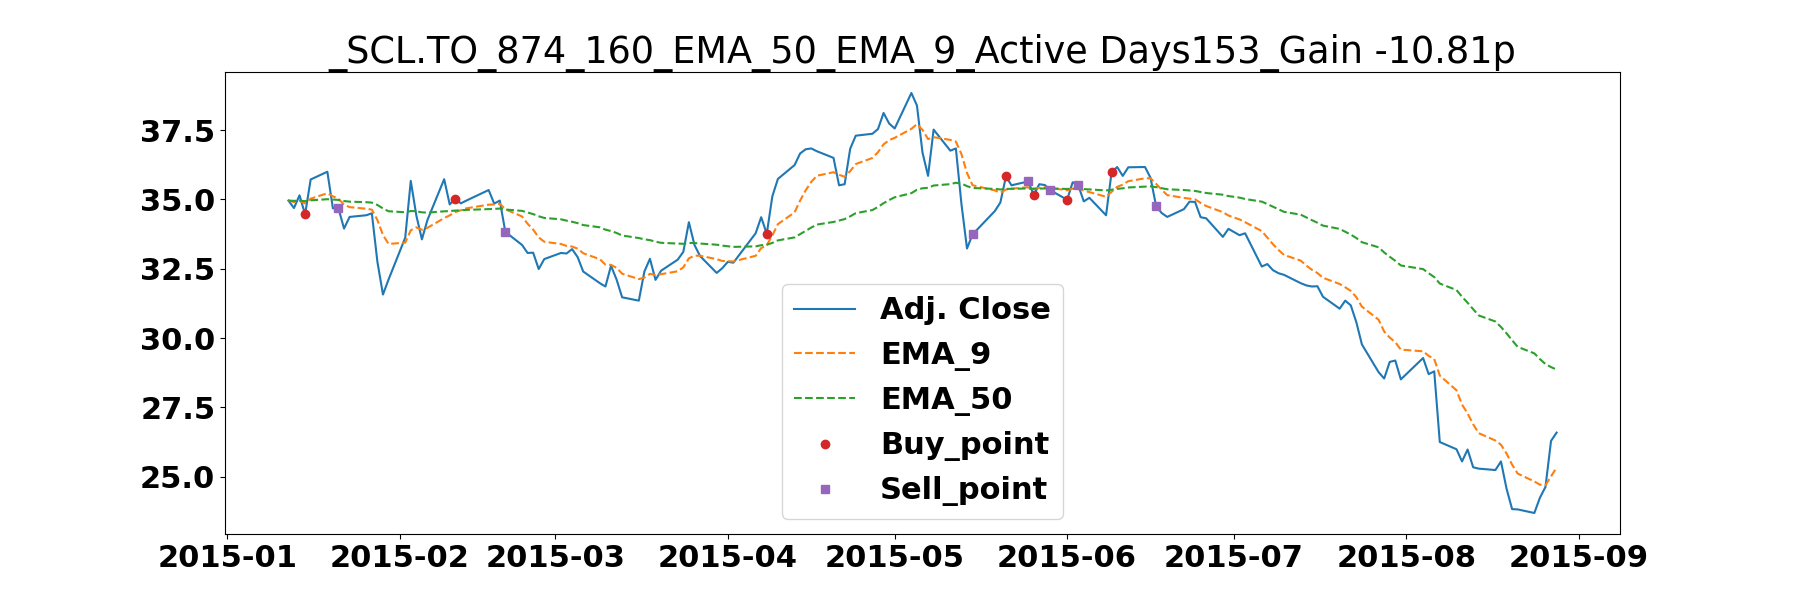 _SCL.TO_874_160_EMA_50_EMA_9_Active Days153_Gain -10.81p
37.5
35.0
32.5
30.0
27.5
25.0
Adj. Close
EMA_9
EMA_50
Buy_point
Sell_point
2015-01 2015-02 2015-03 2015-04 2015-05 2015-06 2015-07 2015-08 2015-09